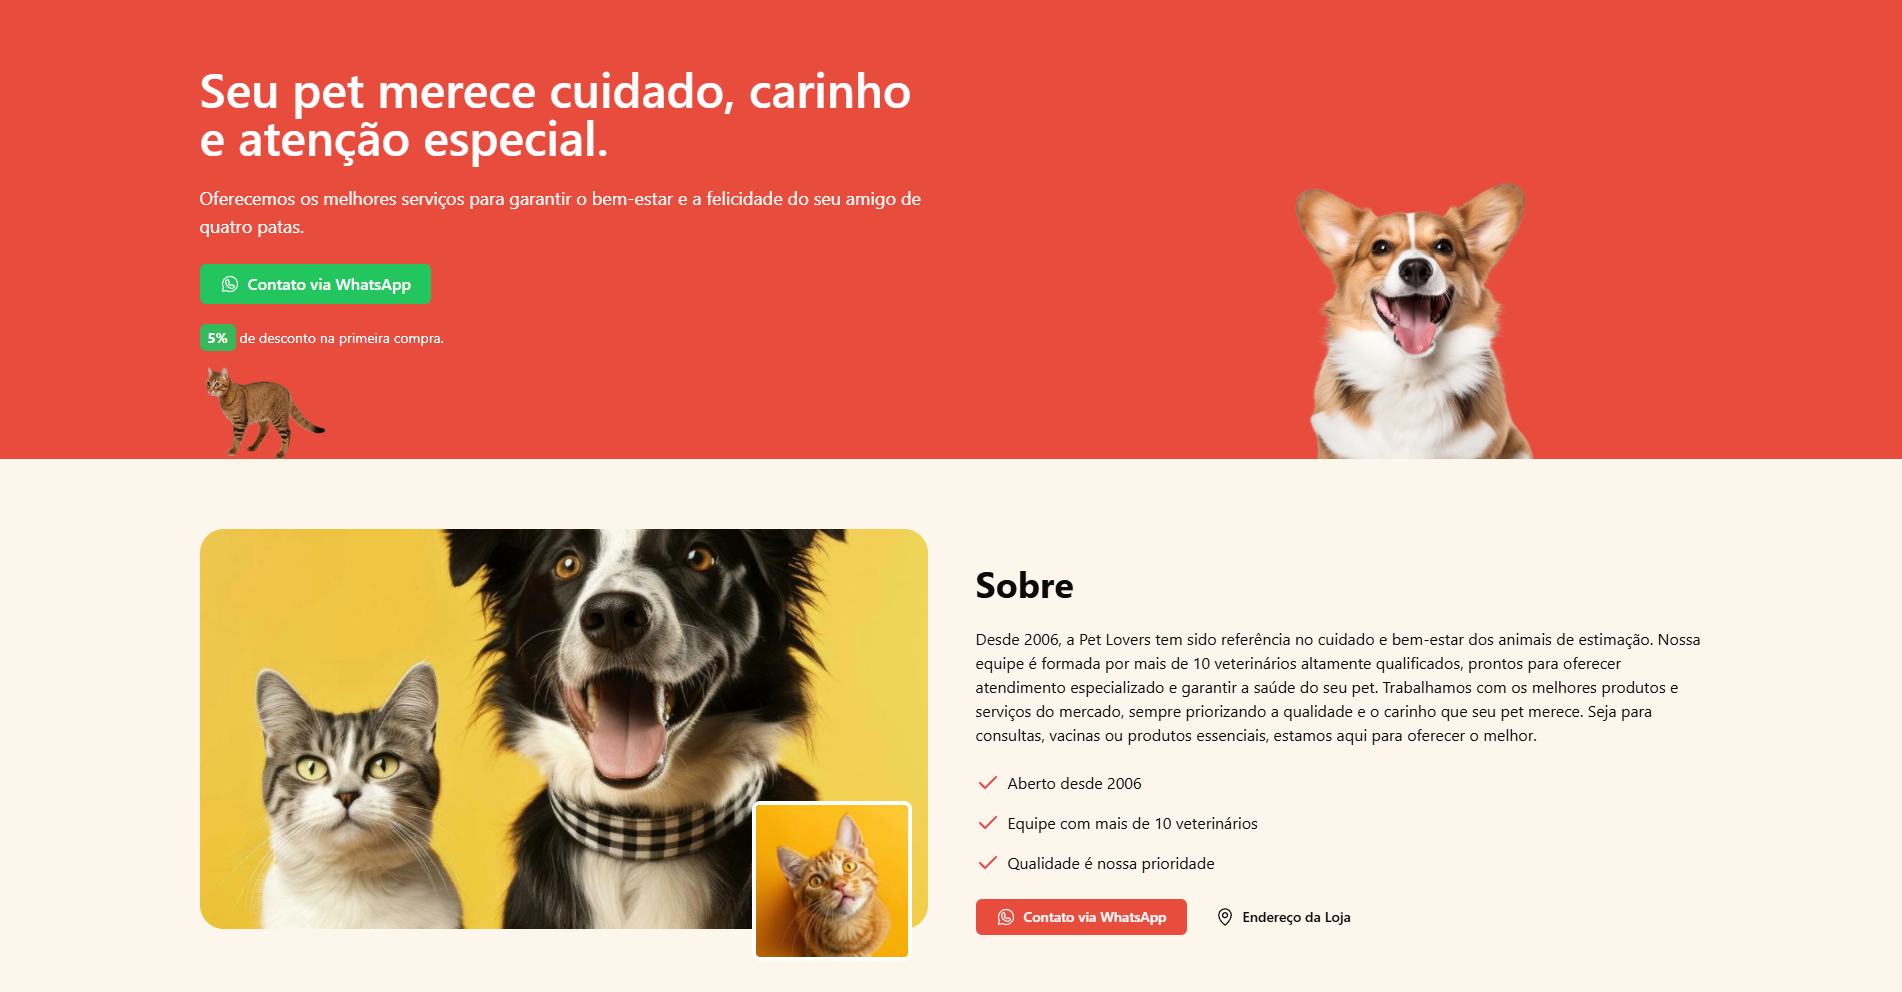 Seu pet merece cuidado, carinho
e atenção especial.
Oferecemos os melhores serviços para garantir o bem-estar e a felicidade do seu amigo de
quatro patas.
Contato via WhatsApp
5% de desconto na primeira compra.
Sobre
Desde 2006, a Pet Lovers tem sido referência no cuidado e bem-estar dos animais de estimação. Nossa
equipe é formada por mais de 10 veterinários altamente qualificados, prontos para oferecer
atendimento especializado e garantir a saúde do seu pet. Trabalhamos com os melhores produtos e
serviços do mercado, sempre priorizando a qualidade e o carinho que seu pet merece. Seja para
consultas, vacinas ou produtos essenciais, estamos aqui para oferecer o melhor.
Aberto desde 2006
Equipe com mais de 10 veterinários
Qualidade é nossa prioridade
Contato via WhatsApp
Endereço da Loja